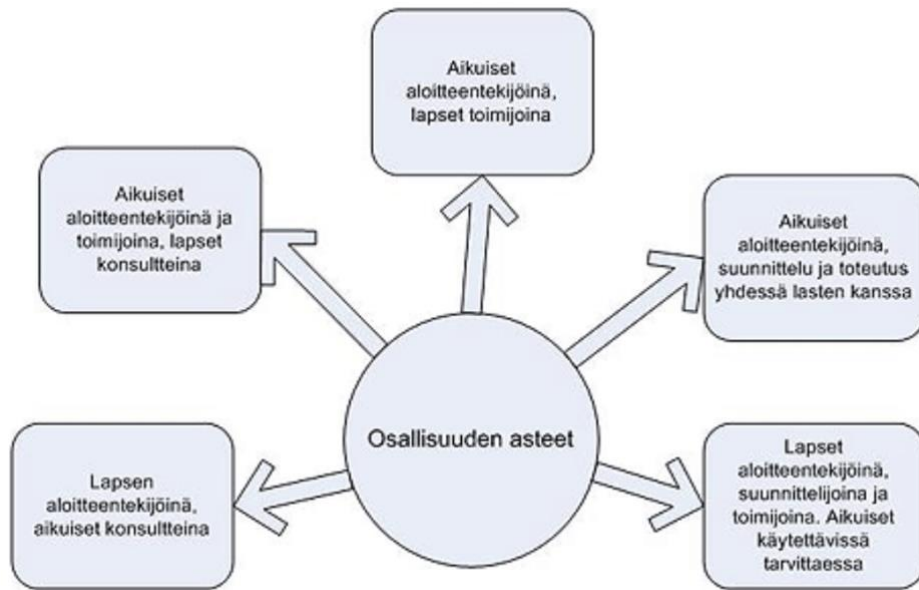 Aikuiset
aloitteentekijöinä,
lapset toimijoina
Aikuiset
aloitteentekijöinä ja
toimijoina, lapset
konsultteina
Aikuiset
aloitteentekijöinä,
suunnittelu ja toteutus
yhdessä lasten kanssa
Osallisuuden asteet
Lapsen
aloitteentekijöinä,
aikuiset konsultteina
Lapset
aloitteentekijöinä,
suunnittelijoina ja
toimijoina. Aikuiset
käytettävissä
tarvittaessa